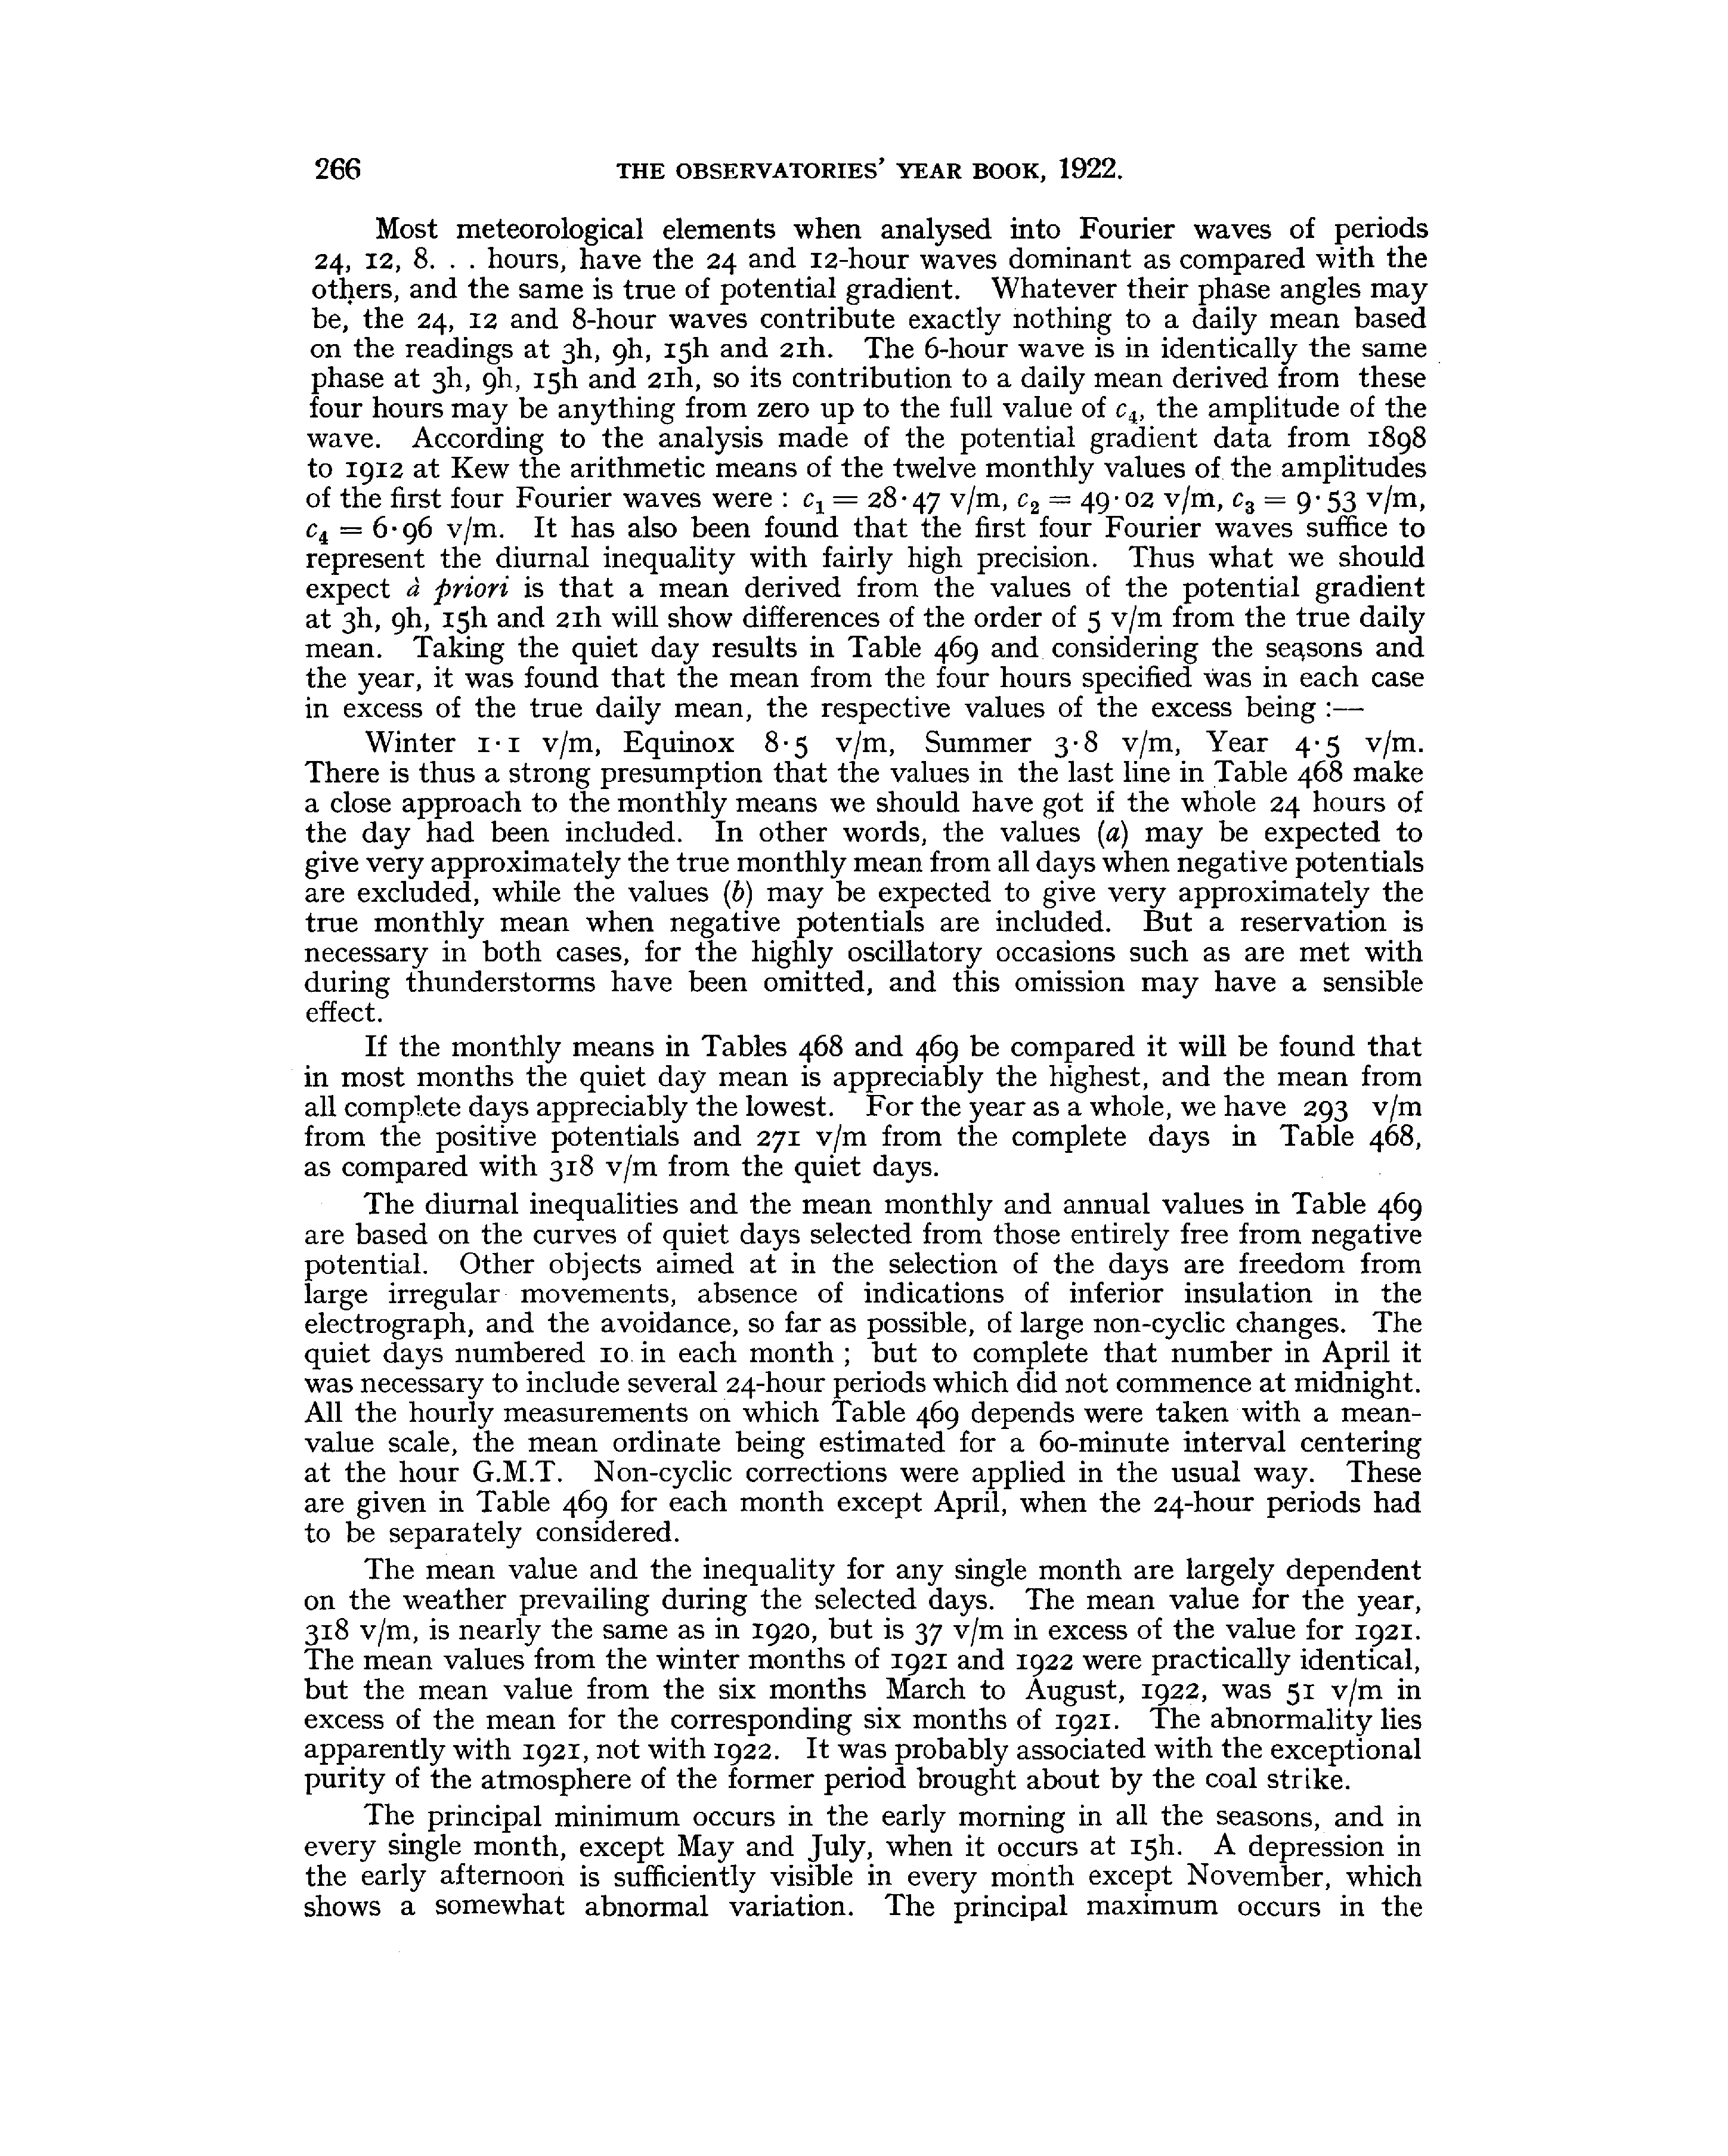 266 THE OBSERVATORIES' YEAR BOOK, 1922.
Most meteorological elements when analysed into Fourier waves of periods
24, 12, 8. . . hours, have the 24 and 12-hour waves dominant as compared with the
others, and the same is true of potential gradient. Whatever their phase angles may
be, the 24, 12 and 8-hour waves contribute exactly nothing to a daily mean based
on the readings at 3h, 9h, 15h and 21h. The 6-hour wave is in identically the same
phase at 3h, 9h, 15h and 21h, so its contribution to a daily mean derived from these
four hours may be anything from zero up to the full value of c₄, the amplitude of the
wave. According to the analysis made of the potential gradient data from 1898
to 1912 at Kew the arithmetic means of the twelve monthly values of the amplitudes
of the first four Fourier waves were : c₁ = 28·47 v/m, c₂ = 49·02 v/m, c₃ = 9·53 v/m,
c₄ = 6·96 v/m. It has also been found that the first four Fourier waves suffice to
represent the diurnal inequality with fairly high precision. Thus what we should
expect à priori is that a mean derived from the values of the potential gradient
at 3h, 9h, 15h and 21h will show differences of the order of 5 v/m from the true daily
mean. Taking the quiet day results in Table 469 and considering the seasons and
the year, it was found that the mean from the four hours specified was in each case
in excess of the true daily mean, the respective values of the excess being :—
Winter 1·1 v/m, Equinox 8·5 v/m, Summer 3·8 v/m, Year 4·5 v/m.
There is thus a strong presumption that the values in the last line in Table 468 make
a close approach to the monthly means we should have got if the whole 24 hours of
the day had been included. In other words, the values (a) may be expected to
give very approximately the true monthly mean from all days when negative potentials
are excluded, while the values (b) may be expected to give very approximately the
true monthly mean when negative potentials are included. But a reservation is
necessary in both cases, for the highly oscillatory occasions such as are met with
during thunderstorms have been omitted, and this omission may have a sensible
effect.
If the monthly means in Tables 468 and 469 be compared it will be found that
in most months the quiet day mean is appreciably the highest, and the mean from
all complete days appreciably the lowest. For the year as a whole, we have 293 v/m
from the positive potentials and 271 v/m from the complete days in Table 468,
as compared with 318 v/m from the quiet days.
The diurnal inequalities and the mean monthly and annual values in Table 469
are based on the curves of quiet days selected from those entirely free from negative
potential. Other objects aimed at in the selection of the days are freedom from
large irregular movements, absence of indications of inferior insulation in the
electrograph, and the avoidance, so far as possible, of large non-cyclic changes. The
quiet days numbered 10 in each month ; but to complete that number in April it
was necessary to include several 24-hour periods which did not commence at midnight.
All the hourly measurements on which Table 469 depends were taken with a mean-
value scale, the mean ordinate being estimated for a 60-minute interval centering
at the hour G.M.T. Non-cyclic corrections were applied in the usual way. These
are given in Table 469 for each month except April, when the 24-hour periods had
to be separately considered.
The mean value and the inequality for any single month are largely dependent
on the weather prevailing during the selected days. The mean value for the year,
318 v/m, is nearly the same as in 1920, but is 37 v/m in excess of the value for 1921.
The mean values from the winter months of 1921 and 1922 were practically identical,
but the mean value from the six months March to August, 1922, was 51 v/m in
excess of the mean for the corresponding six months of 1921. The abnormality lies
apparently with 1921, not with 1922. It was probably associated with the exceptional
purity of the atmosphere of the former period brought about by the coal strike.
The principal minimum occurs in the early morning in all the seasons, and in
every single month, except May and July, when it occurs at 15h. A depression in
the early afternoon is sufficiently visible in every month except November, which
shows a somewhat abnormal variation. The principal maximum occurs in the